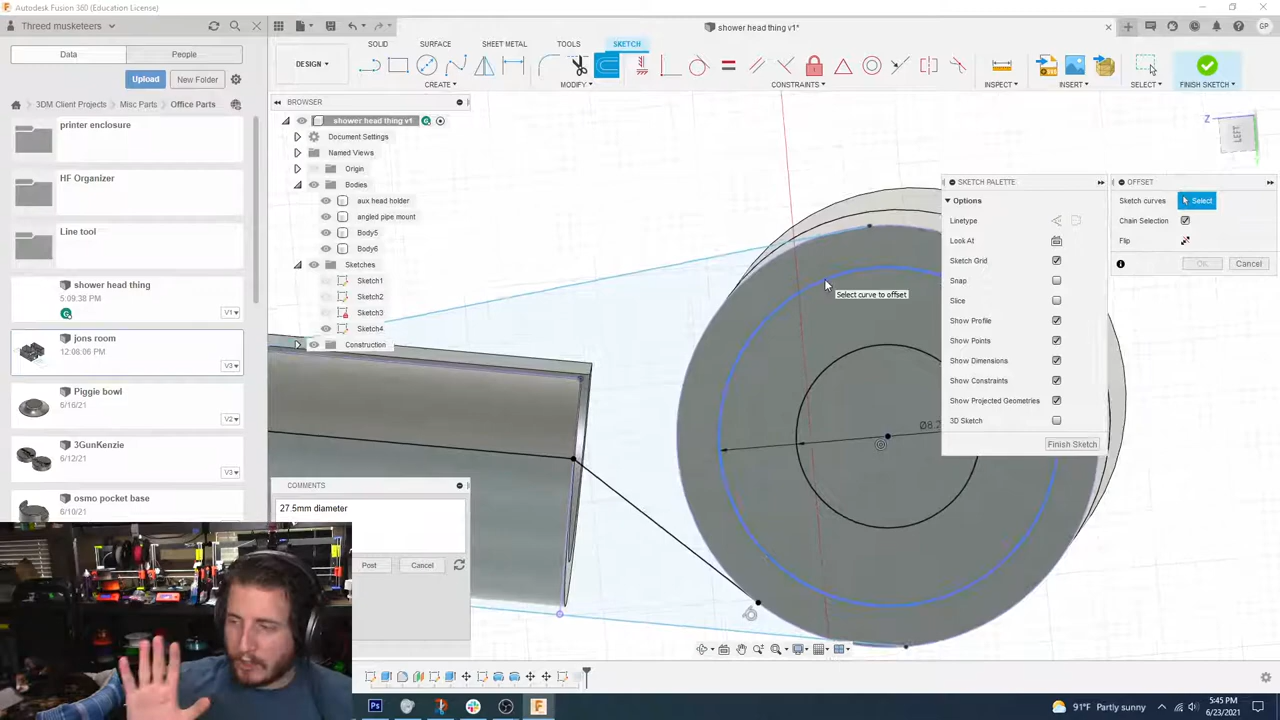 Autodesk Fusion 360 (Education License)
Threed musketeers
shower head thing v1*
GP
Data
People
SOLID
SURFACE
SHEET METAL
TOOLS
SKETCH
DESIGN
Upload
New Folder
CREATE
MODIFY
CONSTRAINTS
INSPECT
INSERT
SELECT
FINISH SKETCH
3DM Client Projects
Misc Parts
Office Parts
BROWSER
printer enclosure
HF Organizer
Line tool
shower head thing
5:09:38 PM
V1
jons room
12:08:06 PM
V3
Piggie bowl
6/16/21
V2
3GunKenzie
6/12/21
V3
osmo pocket base
6/10/21
shower head thing v1
Document Settings
Named Views
Origin
Bodies
aux head holder
angled pipe mount
Body5
Body6
Sketches
Sketch1
Sketch2
Sketch3
Sketch4
Construction
COMMENTS
27.5mm diameter
Post
Cancel
Select curve to offset
Ø8.2
Z
LEFT
SKETCH PALETTE
Options
Linetype
Look At
Sketch Grid
Snap
Slice
Show Profile
Show Points
Show Dimensions
Show Constraints
Show Projected Geometries
3D Sketch
Finish Sketch
OFFSET
Sketch curves
Select
Chain Selection
Flip
OK
Cancel
91°F Partly sunny
5:45 PM
6/23/2021